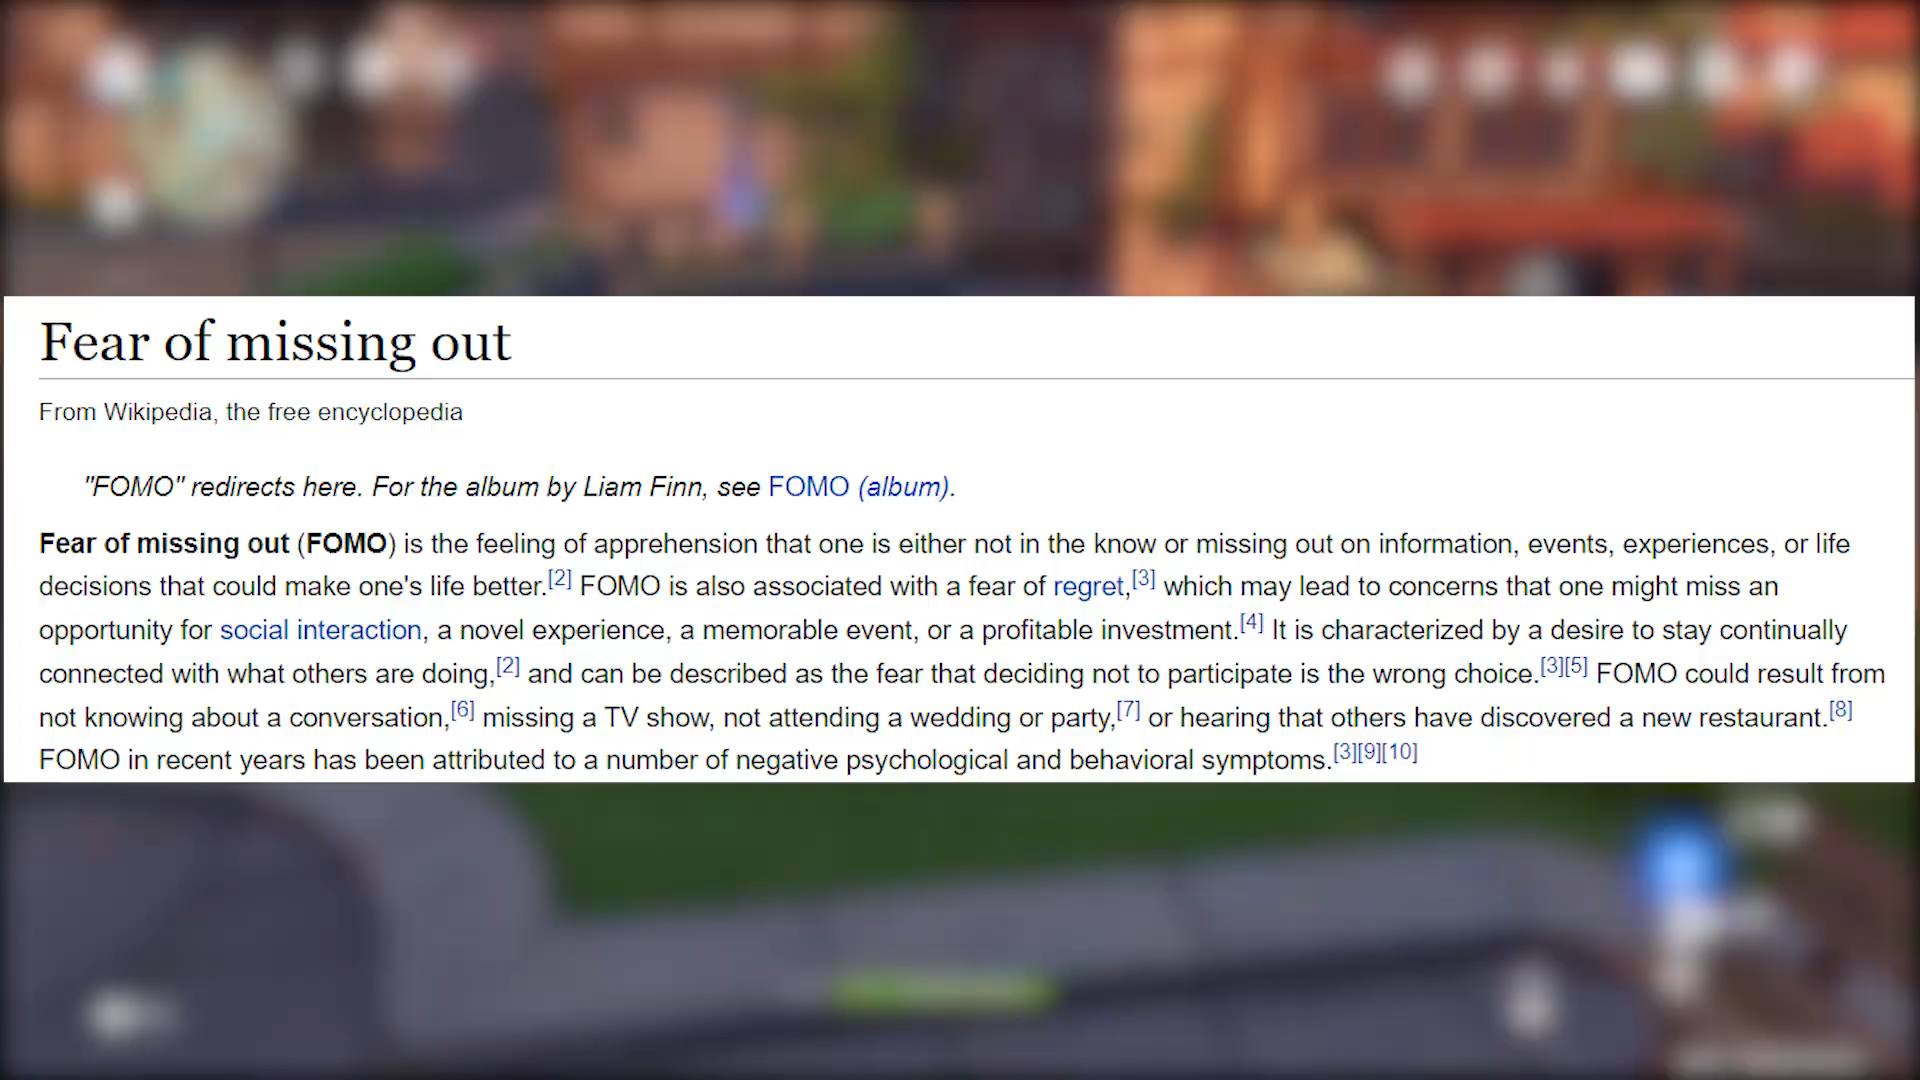 Fear of missing out
From Wikipedia, the free encyclopedia
"FOMO" redirects here. For the album by Liam Finn, see FOMO (album).
Fear of missing out (FOMO) is the feeling of apprehension that one is either not in the know or missing out on information, events, experiences, or life
decisions that could make one's life better.[2] FOMO is also associated with a fear of regret,[3] which may lead to concerns that one might miss an
opportunity for social interaction, a novel experience, a memorable event, or a profitable investment.[4] It is characterized by a desire to stay continually
connected with what others are doing,[2] and can be described as the fear that deciding not to participate is the wrong choice.[3][5] FOMO could result from
not knowing about a conversation,[6] missing a TV show, not attending a wedding or party,[7] or hearing that others have discovered a new restaurant.[8]
FOMO in recent years has been attributed to a number of negative psychological and behavioral symptoms.[3][9][10]